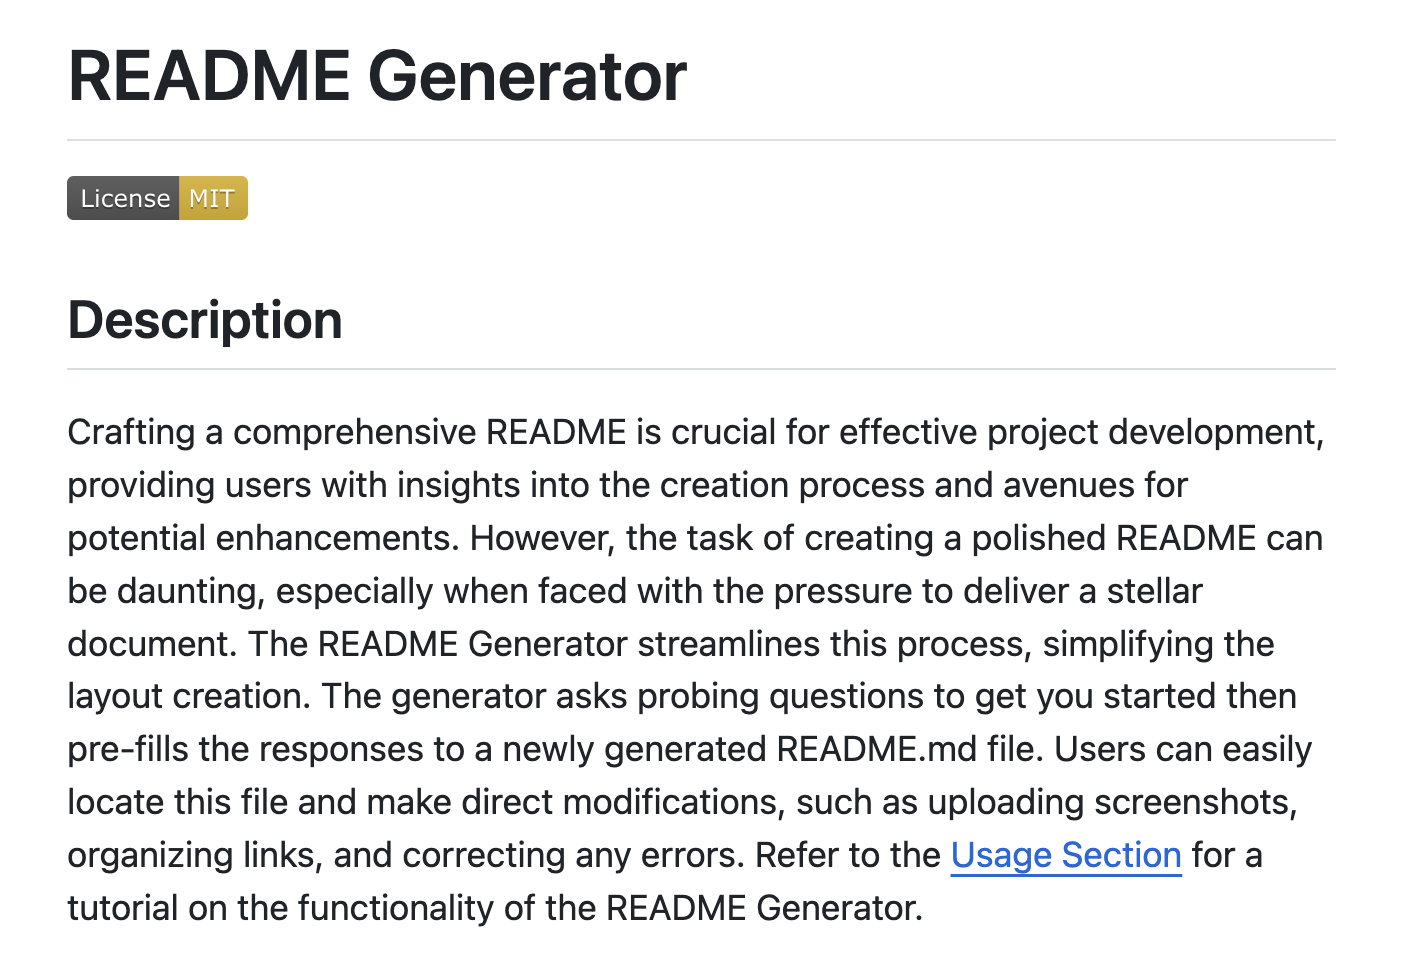 README Generator
License MIT
Description
Crafting a comprehensive README is crucial for effective project development,
providing users with insights into the creation process and avenues for
potential enhancements. However, the task of creating a polished README can
be daunting, especially when faced with the pressure to deliver a stellar
document. The README Generator streamlines this process, simplifying the
layout creation. The generator asks probing questions to get you started then
pre-fills the responses to a newly generated README.md file. Users can easily
locate this file and make direct modifications, such as uploading screenshots,
organizing links, and correcting any errors. Refer to the Usage Section for a
tutorial on the functionality of the README Generator.